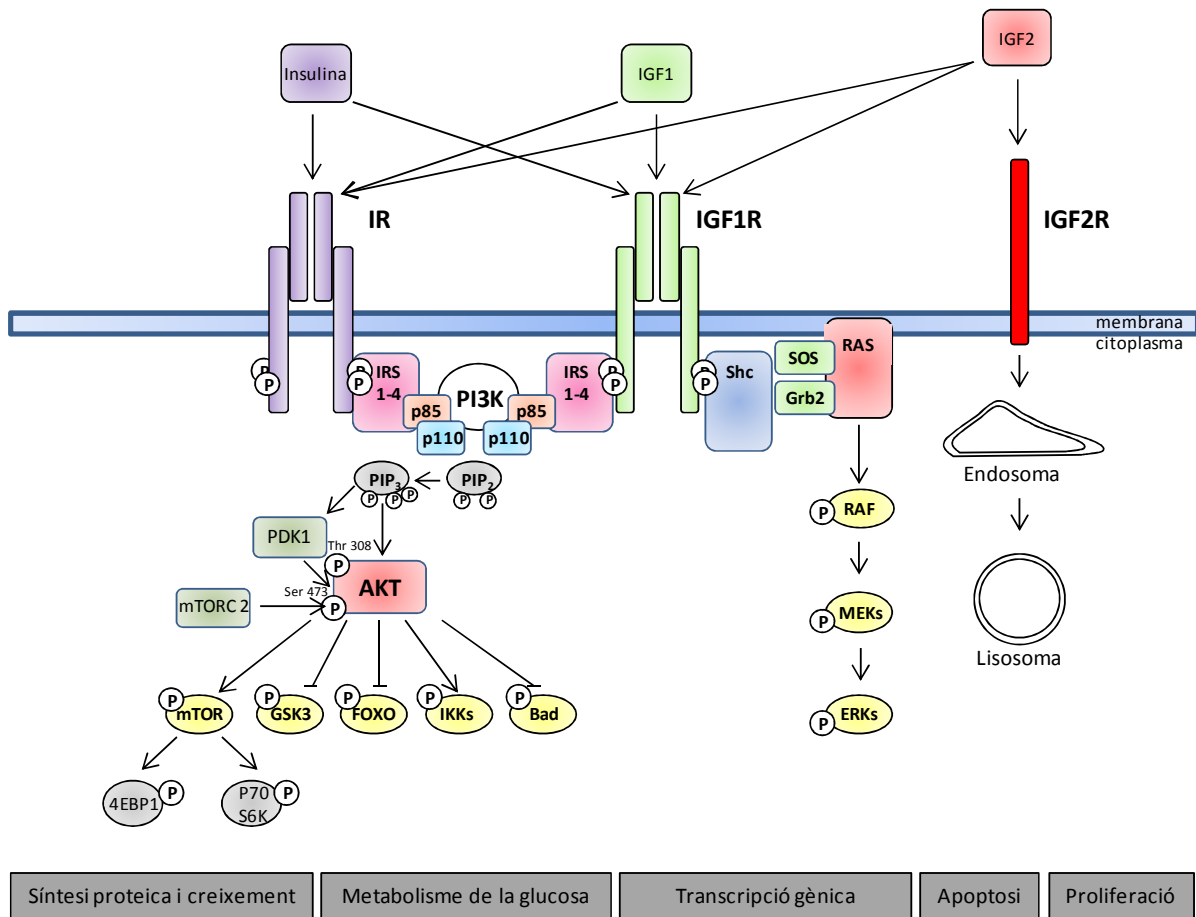 Insulina
IGF1
IGF2
IR
IGF1R
IGF2R
membrana
citoplasma
P
P
P
P
IRS
1-4
p85
p110
PI3K
p85
p110
IRS
1-4
P
P
P
P
Shc
SOS
Grb2
RAS
PIP3
P
P
P
PIP2
P
P
Endosoma
PDK1
Thr 308
P
AKT
mTORC 2
Ser 473
P
P
RAF
P
MEKs
Lisosoma
P
mTOR
P
GSK3
P
FOXO
P
IKKs
P
Bad
P
ERKs
4EBP1
P
P70
S6K
P
Síntesi proteica i creixement
Metabolisme de la glucosa
Transcripció gènica
Apoptosi
Proliferació